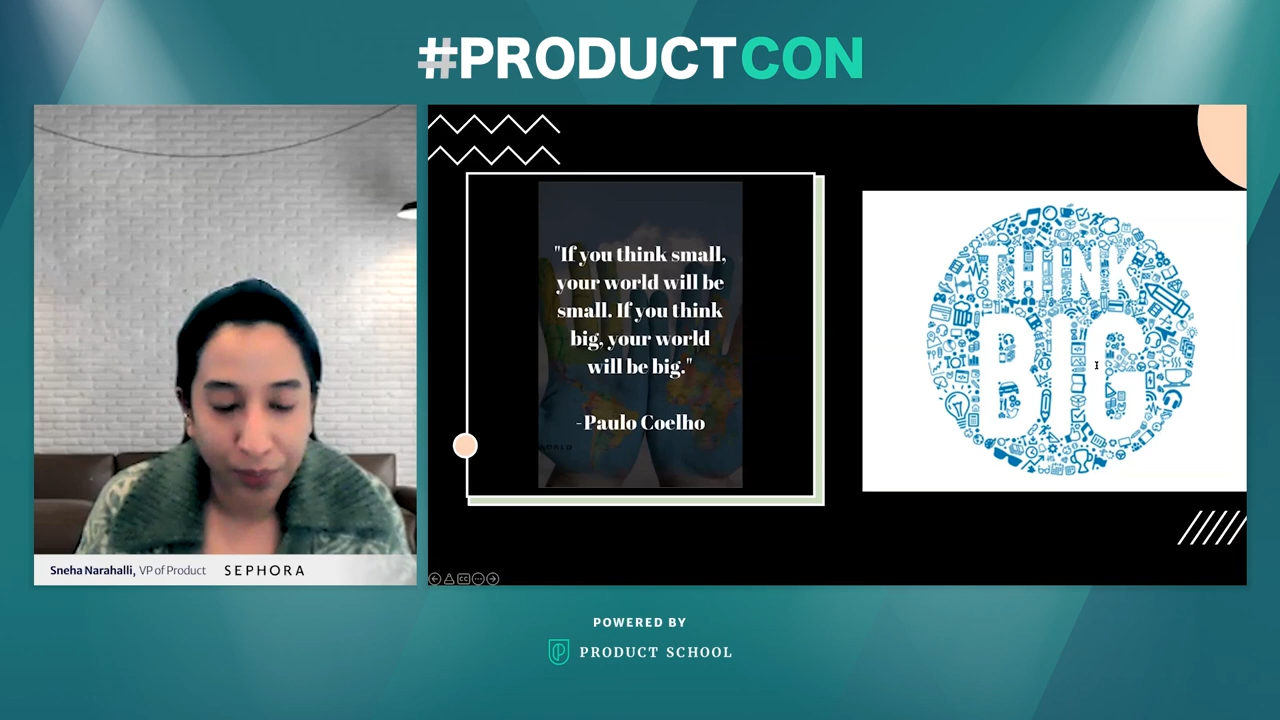 #PRODUCTCON
"If you think small,
your world will be
small. If you think
big, your world
will be big."
-Paulo Coelho
THINK
BIG
Sneha Narahalli, VP of Product SEPHORA
POWERED BY
PRODUCT SCHOOL